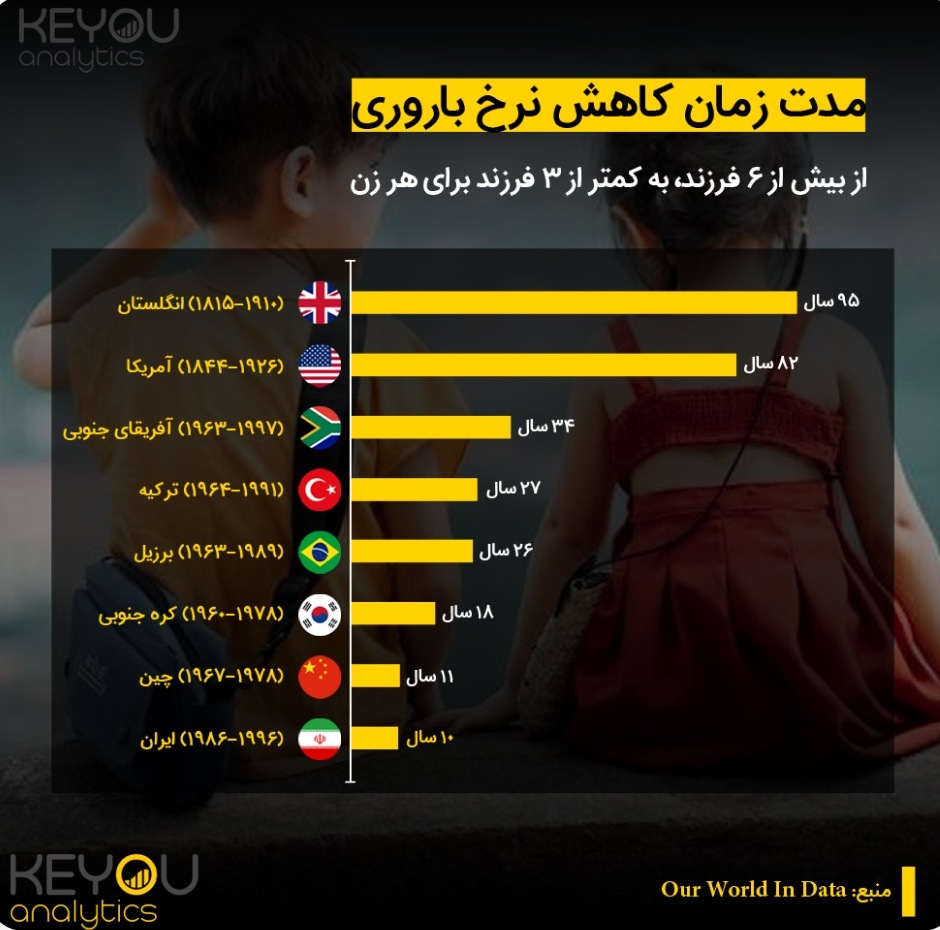 KEYOU
analytics
مدت زمان کاهش نرخ باروری
از بیش از ۶ فرزند، به کمتر از ۳ فرزند برای هر زن
(۱۸۱۵-۱۹۱۰) انگلستان ۹۵ سال
(۱۸۴۴-۱۹۲۶) آمریکا ۸۲ سال
(۱۹۶۳-۱۹۹۷) آفریقای جنوبی ۳۴ سال
(۱۹۶۴-۱۹۹۱) ترکیه ۲۷ سال
(۱۹۶۳-۱۹۸۹) برزیل ۲۶ سال
(۱۹۶۰-۱۹۷۸) کره جنوبی ۱۸ سال
(۱۹۶۷-۱۹۷۸) چین ۱۱ سال
(۱۹۸۶-۱۹۹۶) ایران ۱۰ سال
منبع: Our World In Data
KEYOU
analytics